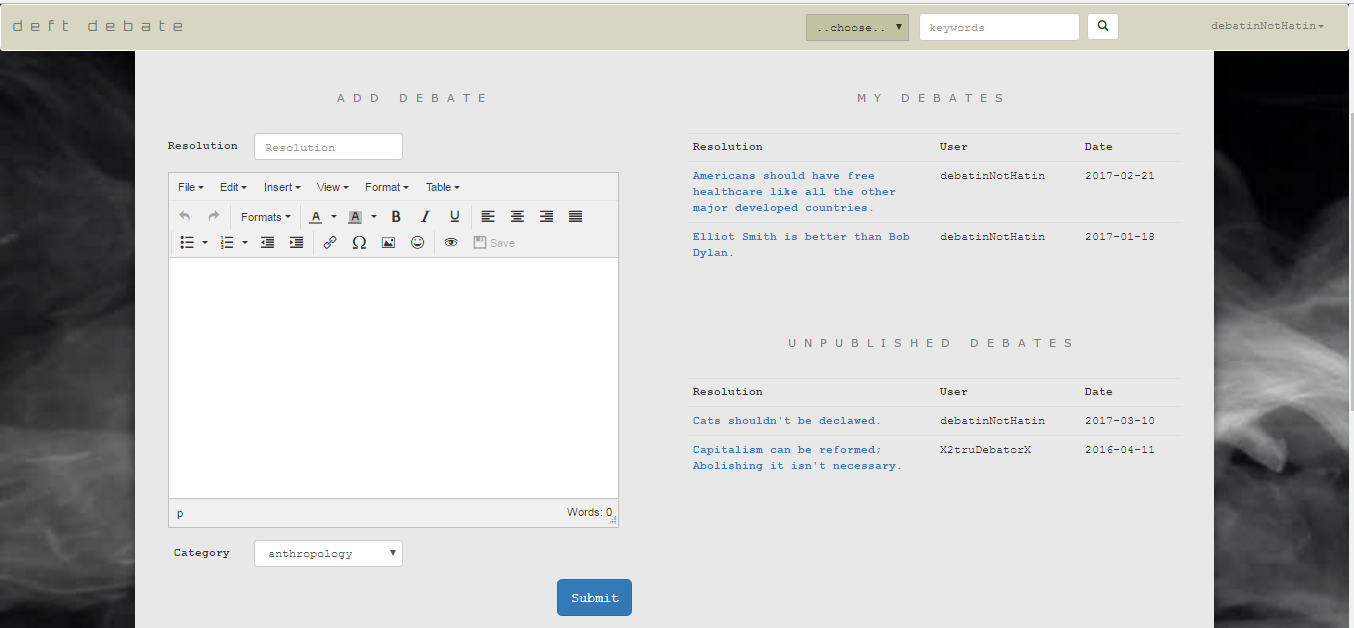 deft debate
..choose..
keywords
debatinNotHatin
ADD DEBATE
Resolution
Resolution
File Edit Insert View Format Table
Formats A A B I U
Ω Save
p
Words: 0
Category
anthropology
Submit
MY DEBATES
Resolution User Date
Americans should have free debatinNotHatin 2017-02-21
healthcare like all the other
major developed countries.
Elliot Smith is better than Bob debatinNotHatin 2017-01-18
Dylan.
UNPUBLISHED DEBATES
Resolution User Date
Cats shouldn't be declawed. debatinNotHatin 2017-03-10
Capitalism can be reformed; X2truDebatorX 2016-04-11
Abolishing it isn't necessary.